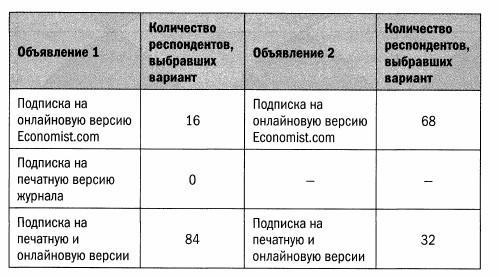 Объявление 1
Количество
респондентов,
выбравших
вариант
Объявление 2
Количество
респондентов,
выбравших
вариант
Подписка на
онлайновую версию
Economist.com
16
Подписка на
онлайновую версию
Economist.com
68
Подписка на
печатную версию
журнала
0
–
–
Подписка на
печатную и
онлайновую версии
84
Подписка на
печатную и
онлайновую версии
32